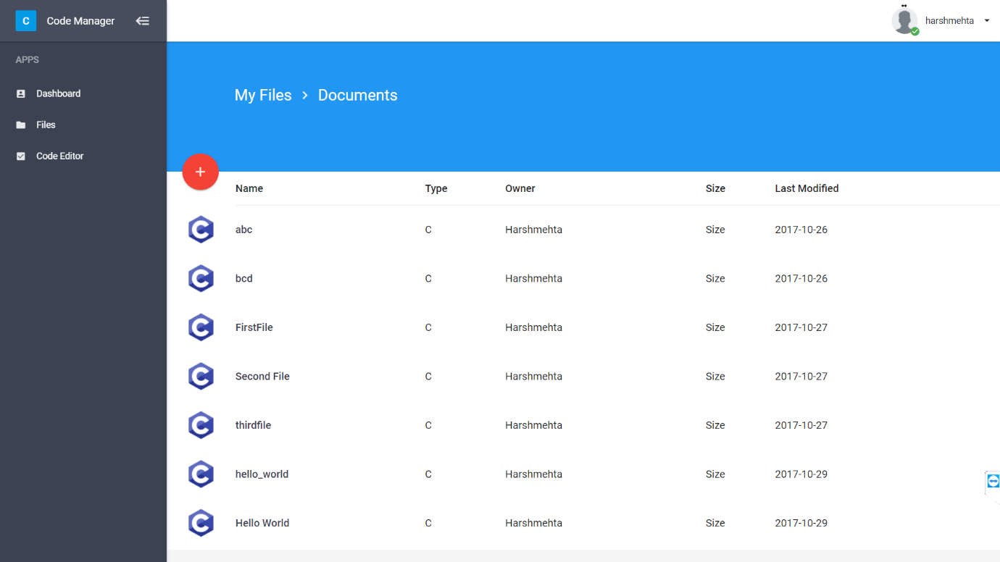 C Code Manager
harshmehta
APPS
Dashboard
Files
Code Editor
My Files > Documents
+
Name Type Owner Size Last Modified
abc C Harshmehta Size 2017-10-26
bcd C Harshmehta Size 2017-10-26
FirstFile C Harshmehta Size 2017-10-27
Second File C Harshmehta Size 2017-10-27
thirdfile C Harshmehta Size 2017-10-27
hello_world C Harshmehta Size 2017-10-29
Hello World C Harshmehta Size 2017-10-29